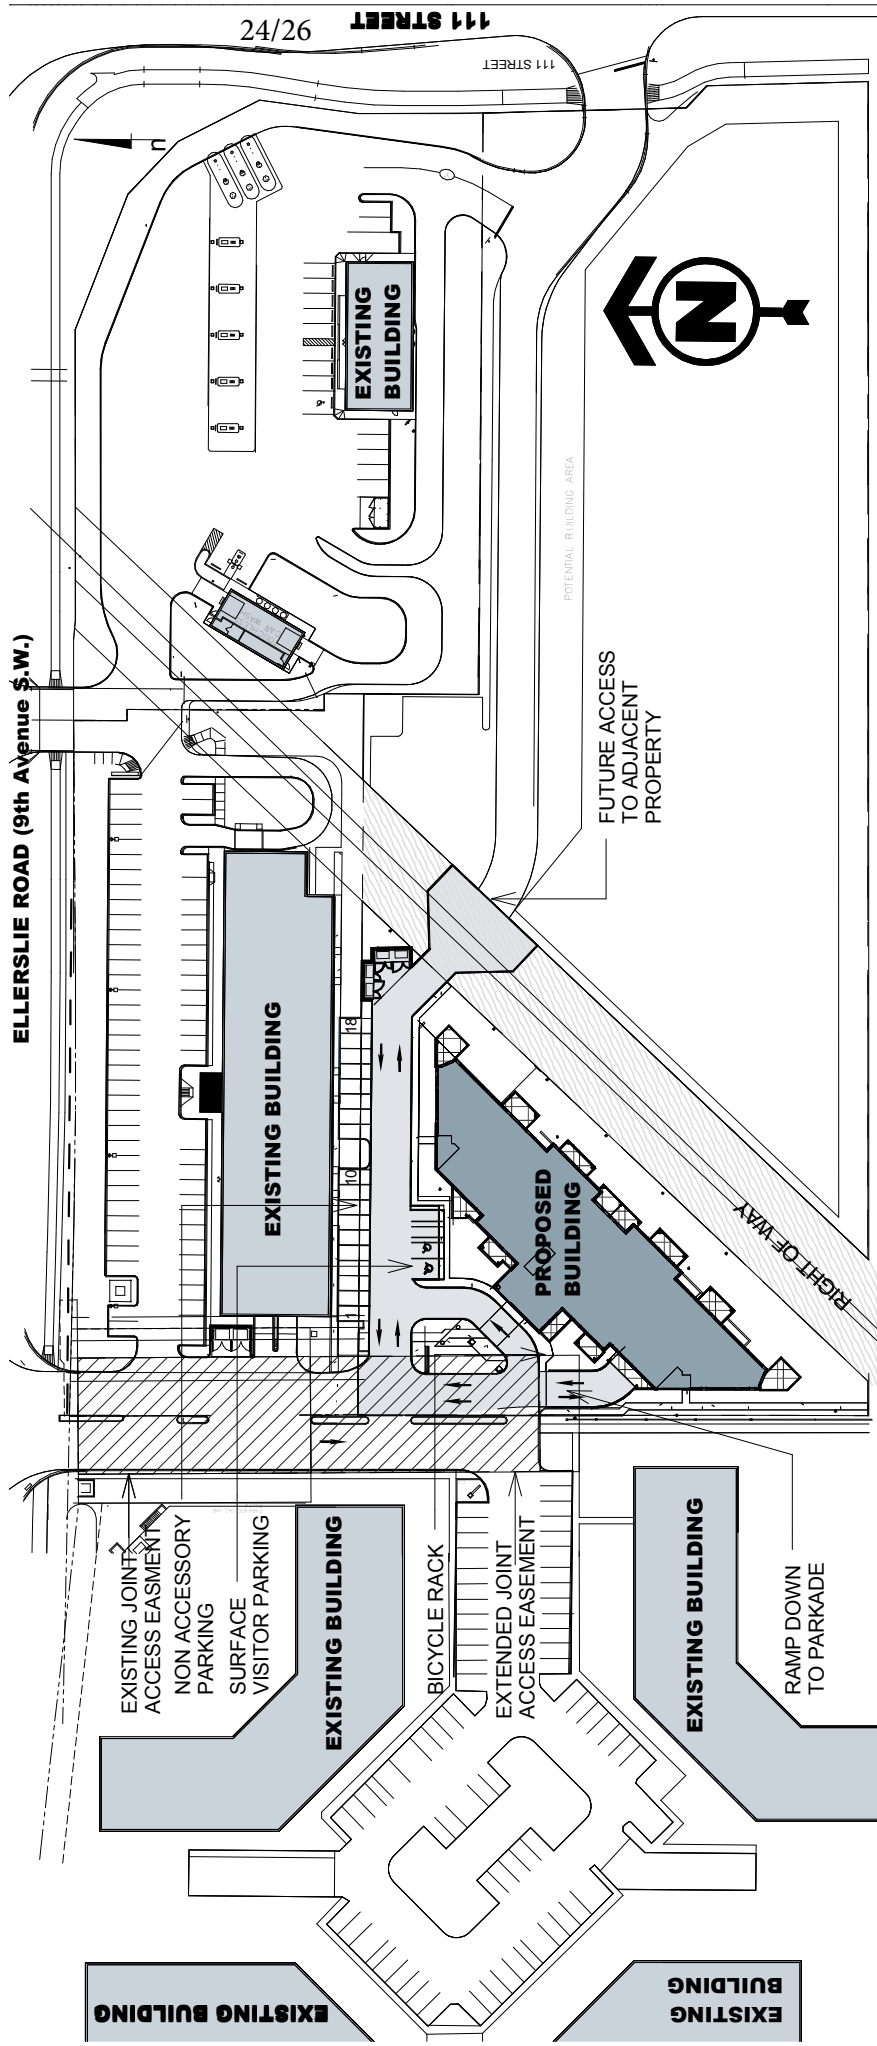 24/26
111 STREET
111 STREET
n
N
EXISTING
BUILDING
POTENTIAL BUILDING AREA
ELLERSLIE ROAD (9th Avenue S.W.)
FUTURE ACCESS
TO ADJACENT
PROPERTY
18
10
1
EXISTING BUILDING
PROPOSED
BUILDING
RIGHT OF WAY
EXISTING JOINT
ACCESS EASMENT
NON ACCESSORY
PARKING
SURFACE
VISITOR PARKING
BICYCLE RACK
EXTENDED JOINT
ACCESS EASEMENT
RAMP DOWN
TO PARKADE
EXISTING BUILDING
EXISTING BUILDING
EXISTING BUILDING
EXISTING
BUILDING